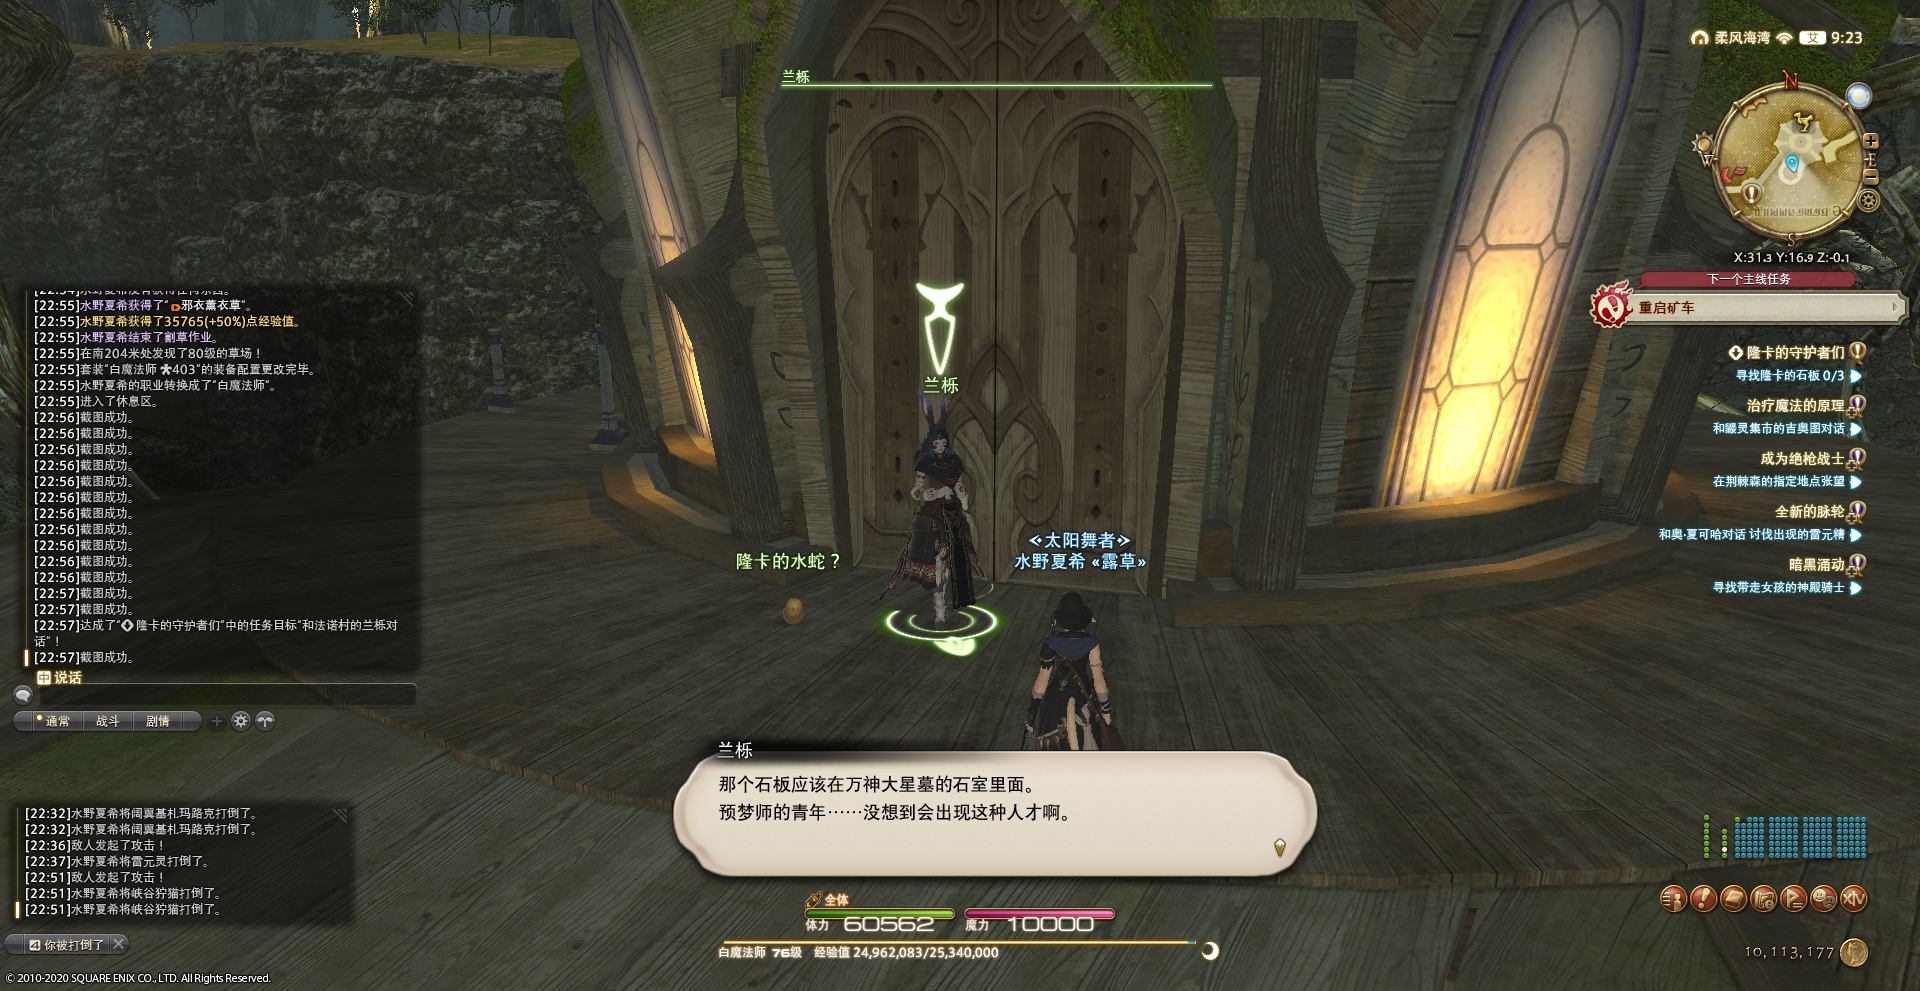 兰栎
柔风海湾 艾 9:23
N
W
E
S
X:31.3 Y:16.9 Z:-0.1
下一个主线任务
重启矿车
隆卡的守护者们
寻找隆卡的石板 0/3
治疗魔法的原理
和鼹灵集市的吉奥图对话
成为绝枪战士
在荆棘森的指定地点张望
全新的脉轮
和奥·夏可哈对话 讨伐出现的雷元精
暗黑涌动
寻找带走女孩的神殿骑士
兰栎
隆卡的水蛇？
太阳舞者
水野夏希 «露草»
[22:55]水野夏希获得了“邪衣薰衣草”。
[22:55]水野夏希获得了35765(+50%)点经验值。
[22:55]水野夏希结束了割草作业。
[22:55]在南204米处发现了80级的草场！
[22:55]套装“白魔法师 403”的装备配置更改完毕。
[22:55]水野夏希的职业转换成了“白魔法师”。
[22:55]进入了休息区。
[22:56]截图成功。
[22:56]截图成功。
[22:56]截图成功。
[22:56]截图成功。
[22:56]截图成功。
[22:56]截图成功。
[22:56]截图成功。
[22:56]截图成功。
[22:56]截图成功。
[22:56]截图成功。
[22:56]截图成功。
[22:57]截图成功。
[22:57]截图成功。
[22:57]达成了“隆卡的守护者们”中的任务目标“和法诺村的兰栎对
话”！
[22:57]截图成功。
中 说话
通常 战斗 剧情
[22:32]水野夏希将阔翼基札玛路克打倒了。
[22:32]水野夏希将阔翼基札玛路克打倒了。
[22:36]敌人发起了攻击！
[22:37]水野夏希将雷元灵打倒了。
[22:51]敌人发起了攻击！
[22:51]水野夏希将峡谷狞猫打倒了。
[22:51]水野夏希将峡谷狞猫打倒了。
4 你被打倒了
© 2010-2020 SQUARE ENIX CO., LTD. All Rights Reserved.
兰栎
那个石板应该在万神大星墓的石室里面。
预梦师的青年……没想到会出现这种人才啊。
全体
体力 60562 魔力 10000
白魔法师 76级 经验值 24,962,083/25,340,000
XIV
10,113,177